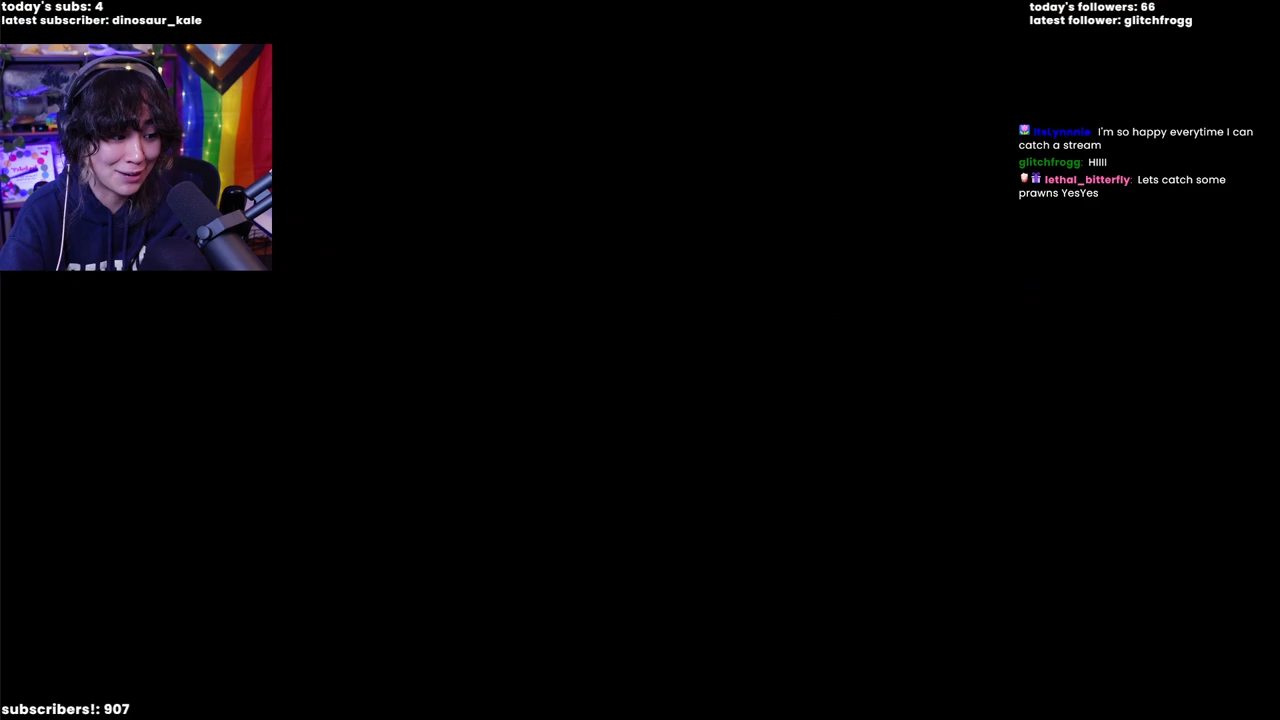 today's subs: 4
latest subscriber: dinosaur_kale
today's followers: 66
latest follower: glitchfrogg
I'm so happy everytime I can
catch a stream
glitchfrogg: HIIII
lethal_bitterfly: Lets catch some
prawns YesYes
subscribers!: 907